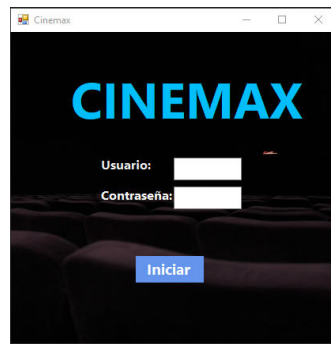 Cinemax
CINEMAX
Usuario:
Contraseña:
Iniciar